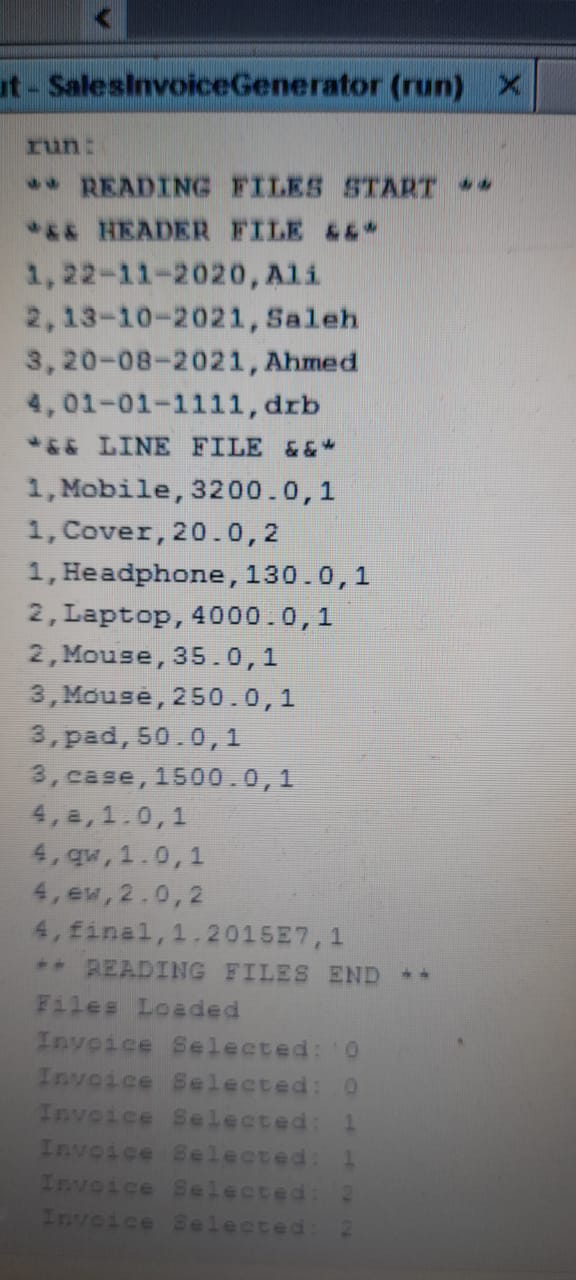 ut - SalesInvoiceGenerator (run) X
run:
** READING FILES START **
*&& HEADER FILE &&*
1,22-11-2020,Ali
2,13-10-2021,Saleh
3,20-08-2021,Ahmed
4,01-01-1111,drb
*&& LINE FILE &&*
1,Mobile,3200.0,1
1,Cover,20.0,2
1,Headphone,130.0,1
2,Laptop,4000.0,1
2,Mouse,35.0,1
3,Mouse,250.0,1
3,pad,50.0,1
3,case,1500.0,1
4,a,1.0,1
4,qw,1.0,1
4,ew,2.0,2
4,final,1.2015E7,1
** READING FILES END **
Files Loaded
Invoice Selected: 0
Invoice Selected: 0
Invoice Selected: 1
Invoice Selected: 1
Invoice Selected: 2
Invoice Selected: 2